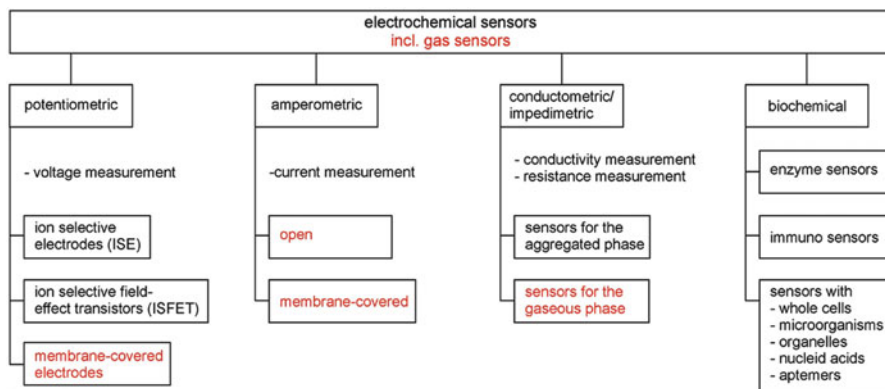 electrochemical sensors
incl. gas sensors
potentiometric
- voltage measurement
ion selective
electrodes (ISE)
ion selective field-
effect transistors (ISFET)
membrane-covered
electrodes
amperometric
-current measurement
open
membrane-covered
conductometric/
impedimetric
- conductivity measurement
- resistance measurement
sensors for the
aggregated phase
sensors for the
gaseous phase
biochemical
enzyme sensors
immuno sensors
sensors with
- whole cells
- microorganisms
- organelles
- nucleid acids
- aptemers